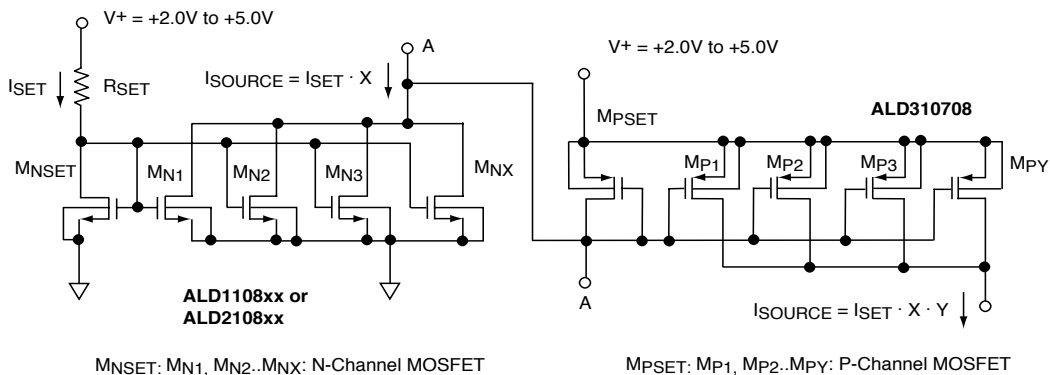 V+ = +2.0V to +5.0V
ISET
RSET
ISOURCE = ISET · X
A
MNSET
MN1
MN2
MN3
MNX
ALD1108xx or
ALD2108xx
MNSET: MN1, MN2..MNX: N-Channel MOSFET
V+ = +2.0V to +5.0V
MPSET
ALD310708
MP1
MP2
MP3
MPY
A
ISOURCE = ISET · X · Y
MPSET: MP1, MP2..MPY: P-Channel MOSFET